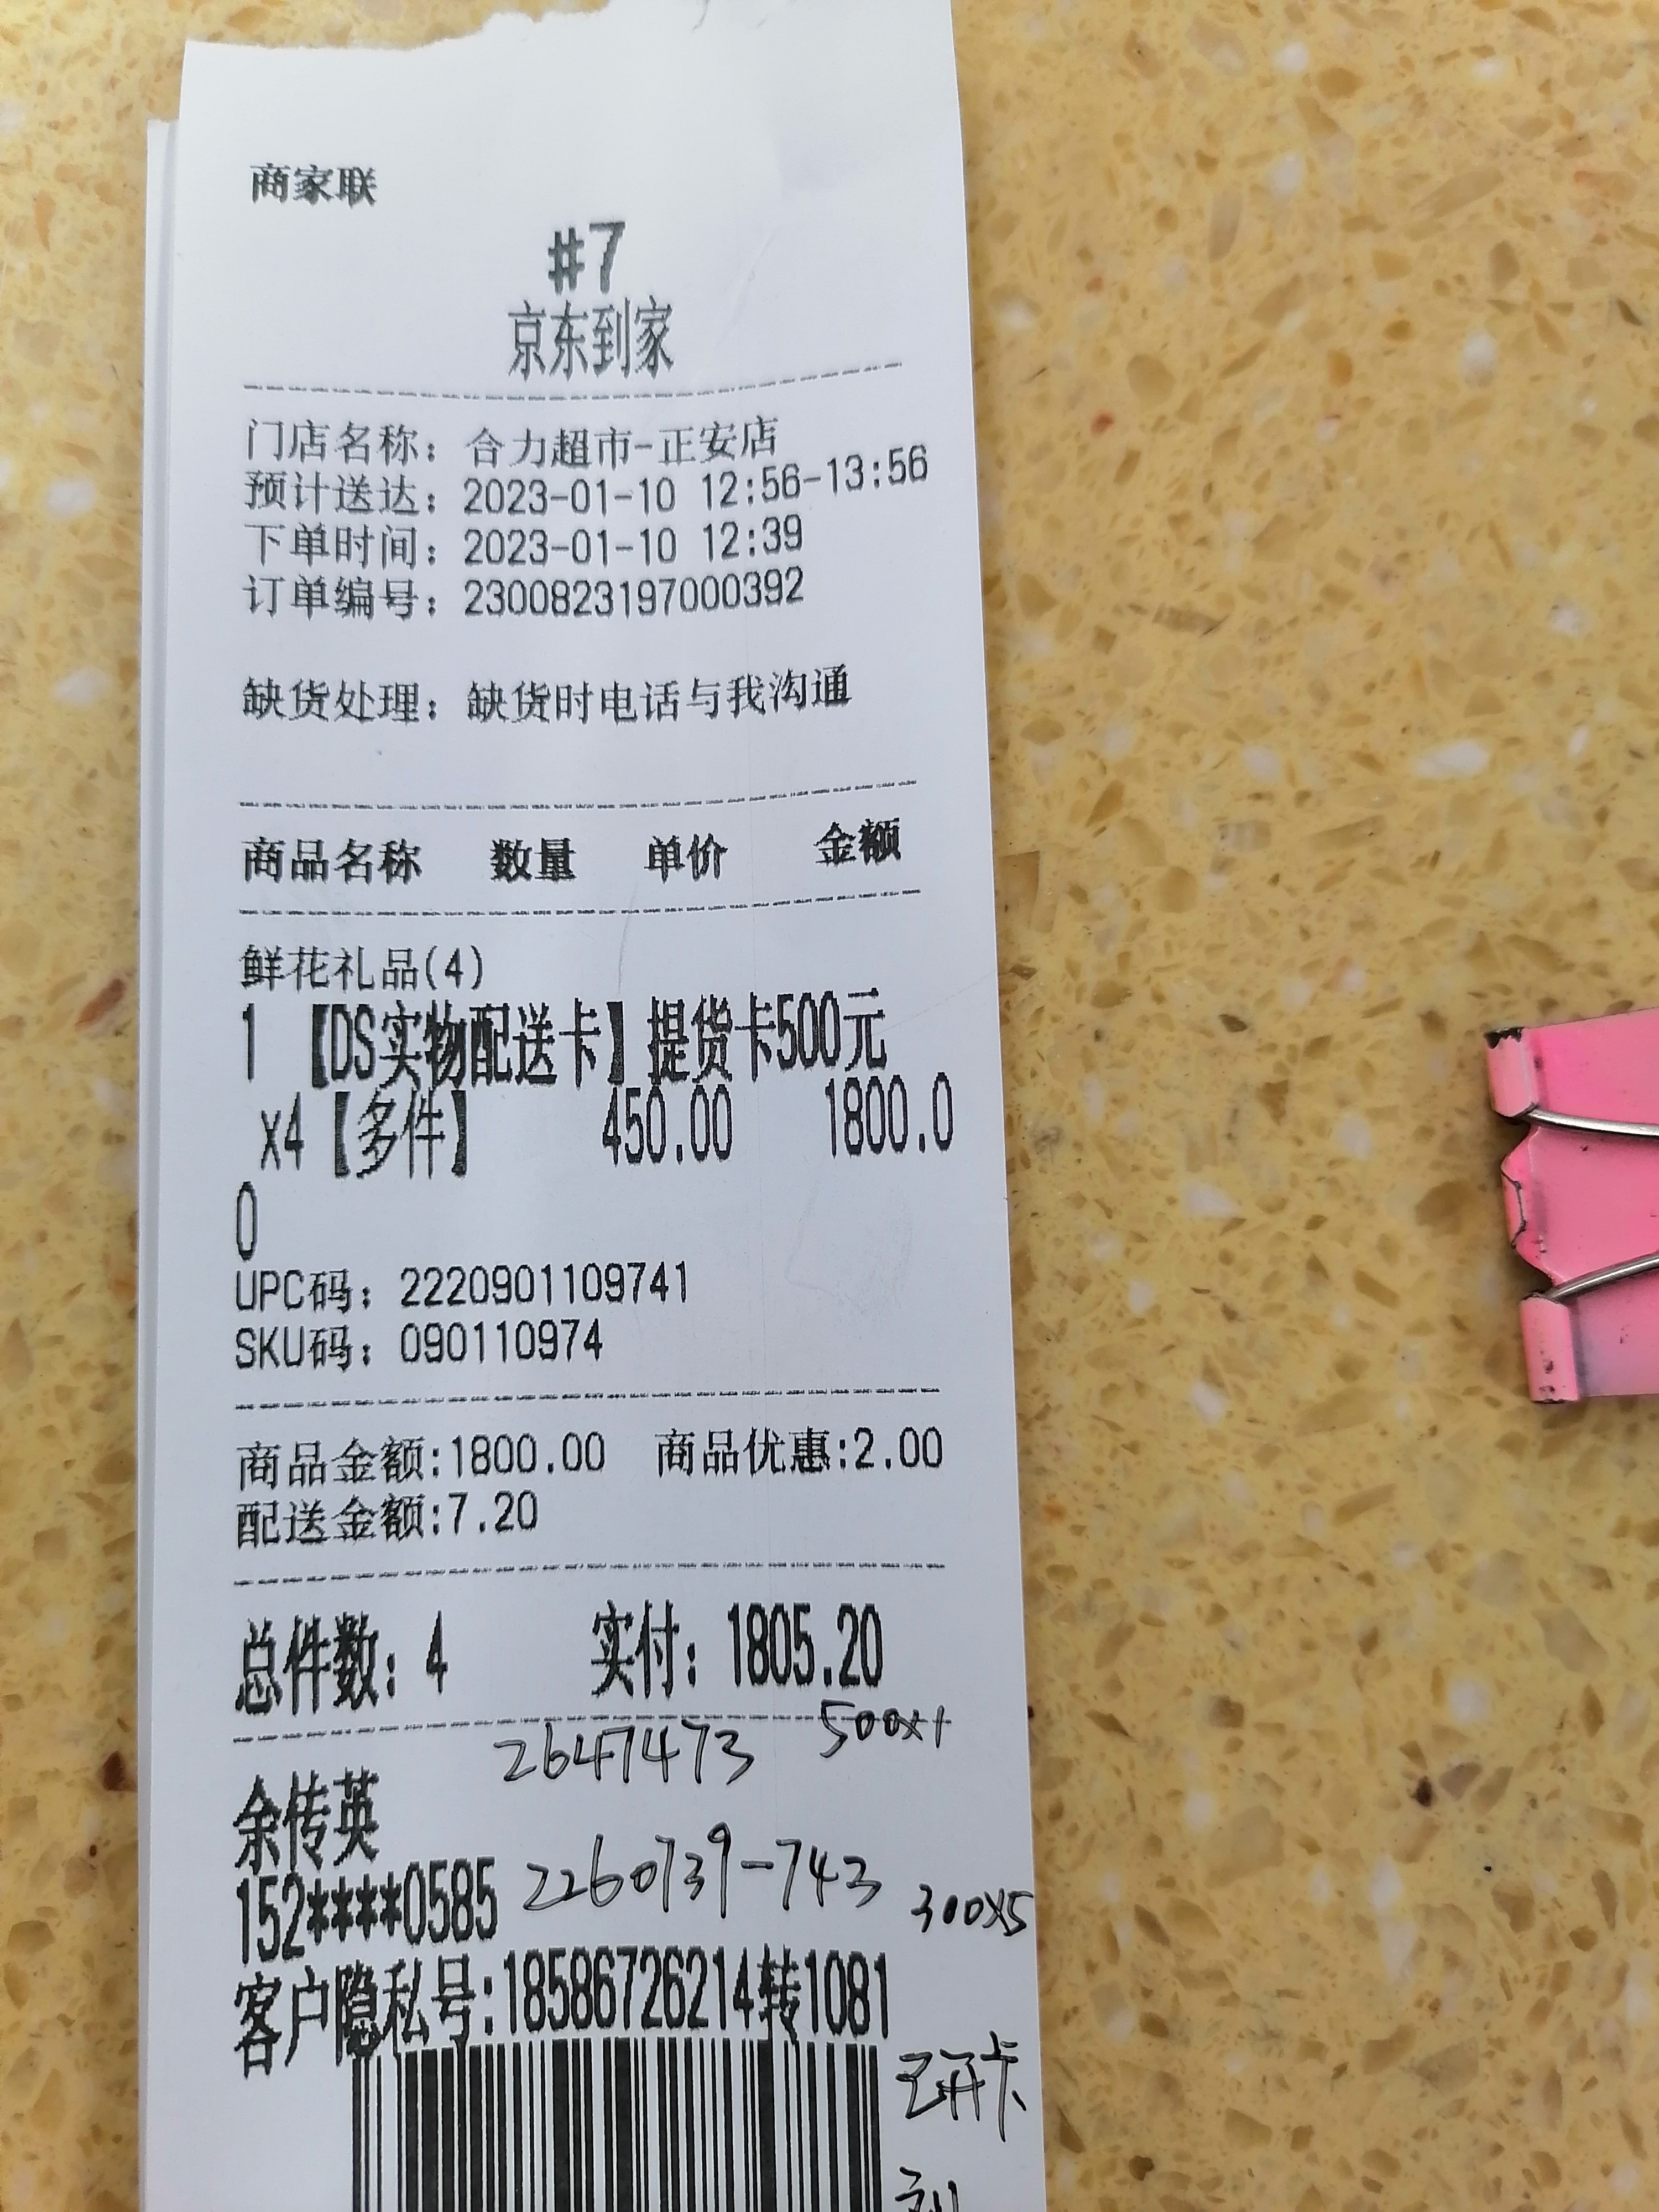 商家联
#7
京东到家
门店名称：合力超市-正安店
预计送达：2023-01-10 12:56-13:56
下单时间：2023-01-10 12:39
订单编号：2300823197000392
缺货处理：缺货时电话与我沟通
商品名称 数量 单价 金额
鲜花礼品(4)
1 【DS实物配送卡】提货卡500元
x4【多件】 450.00 1800.0
0
UPC码：2220901109741
SKU码：090110974
商品金额:1800.00 商品优惠:2.00
配送金额:7.20
总件数：4 实付：1805.20
2647473 500x1
余传英
152****0585 2260739-743 300x5
客户隐私号:18586726214转1081
已开卡